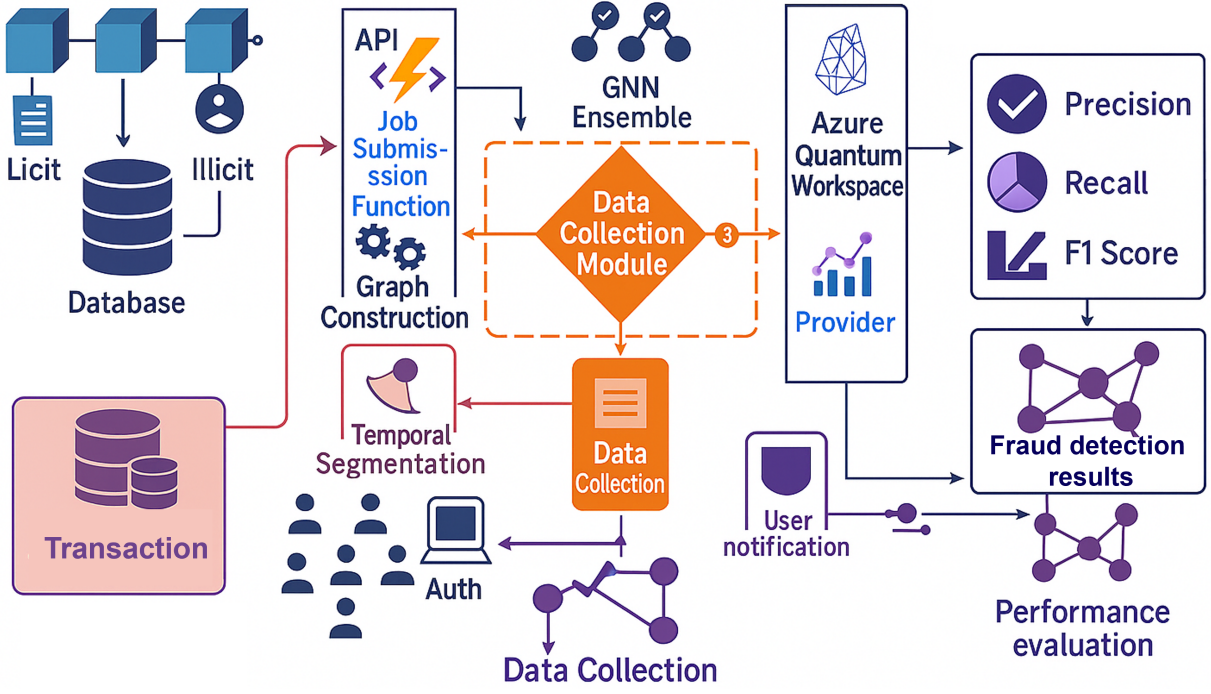 Licit
Illicit
Database
API
Job
Submis-
ssion
Function
Graph
Construction
GNN
Ensemble
Data
Collection
Module
3
Azure
Quantum
Workspace
Provider
Precision
Recall
F1 Score
Fraud detection
results
Transaction
Temporal
Segmentation
Data
Collection
Auth
Data Collection
User
notification
Performance
evaluation